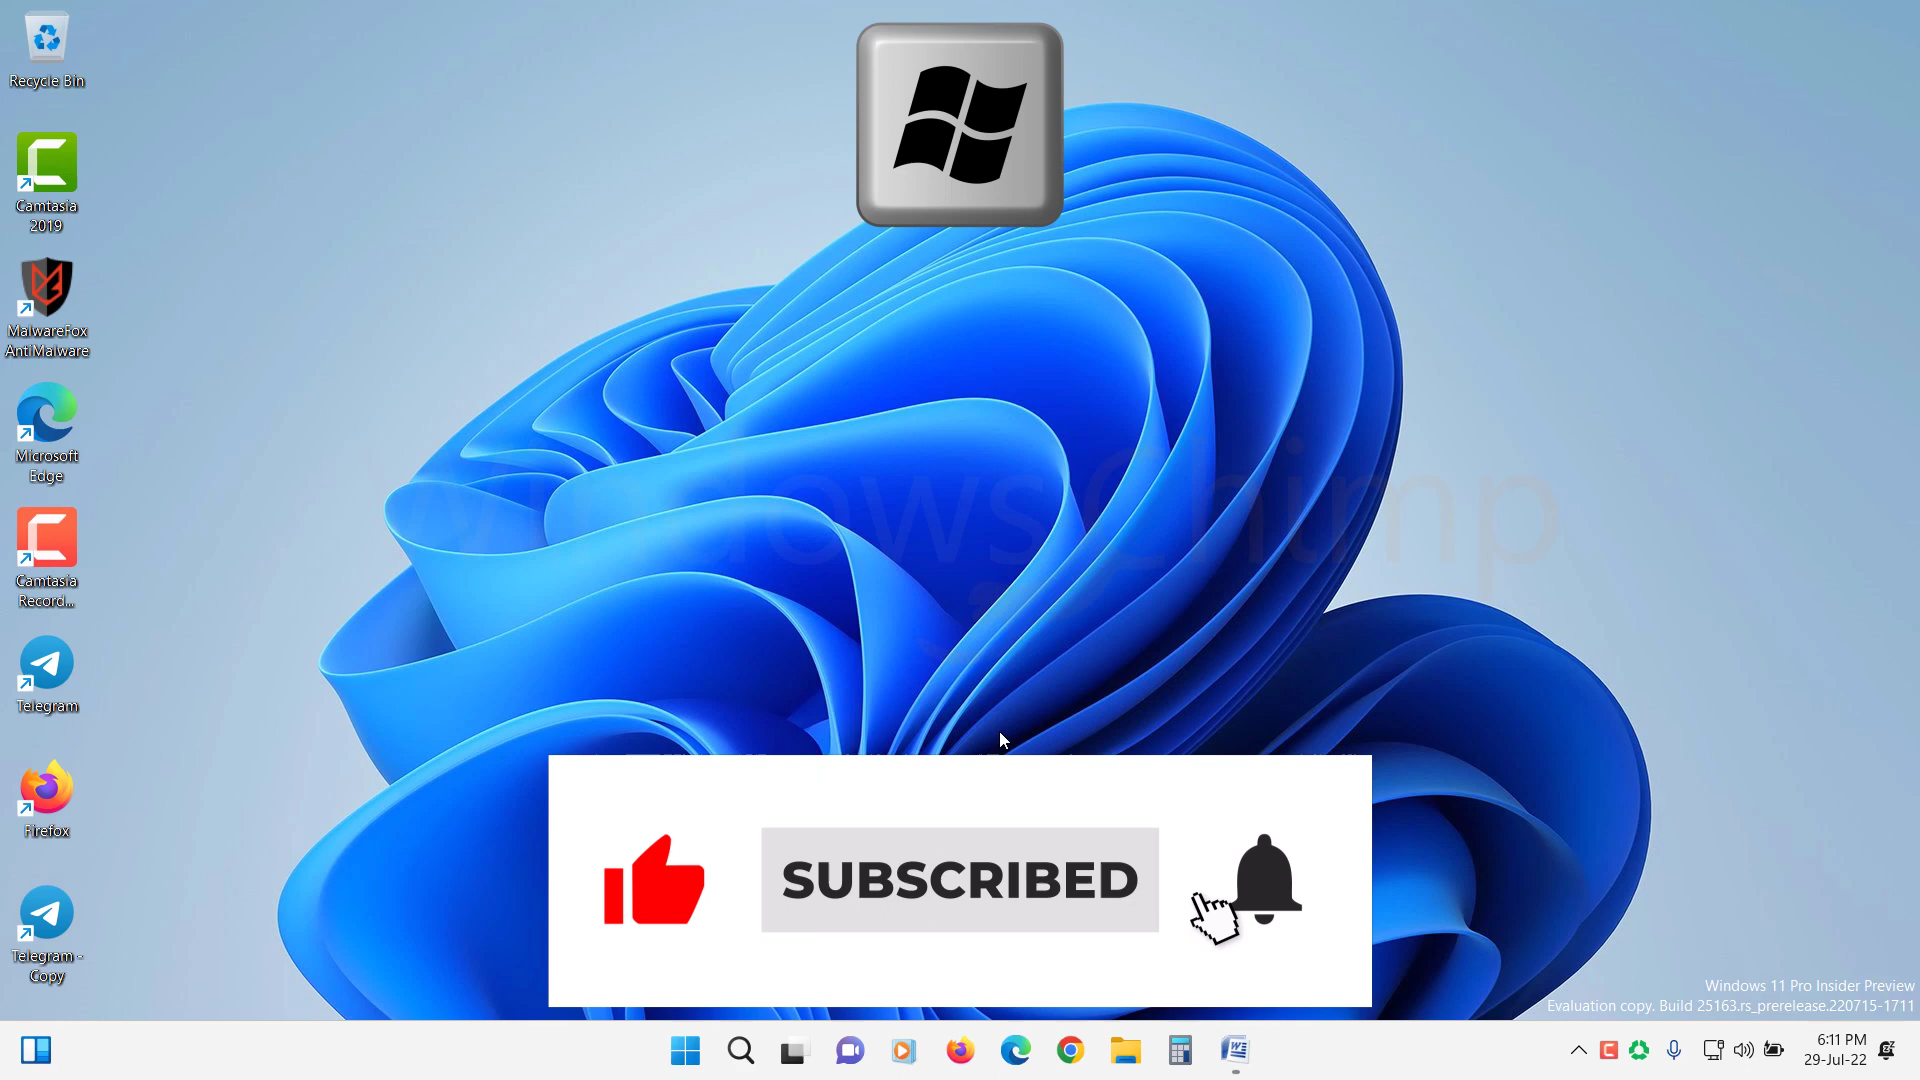 Recycle Bin
Camtasia
2019
MalwareFox
AntiMalware
Microsoft
Edge
Camtasia
Record...
Telegram
Firefox
Telegram -
Copy
WindowsChimp
SUBSCRIBED
Windows 11 Pro Insider Preview
Evaluation copy. Build 25163.rs_prerelease.220715-1711
6:11 PM
29-Jul-22